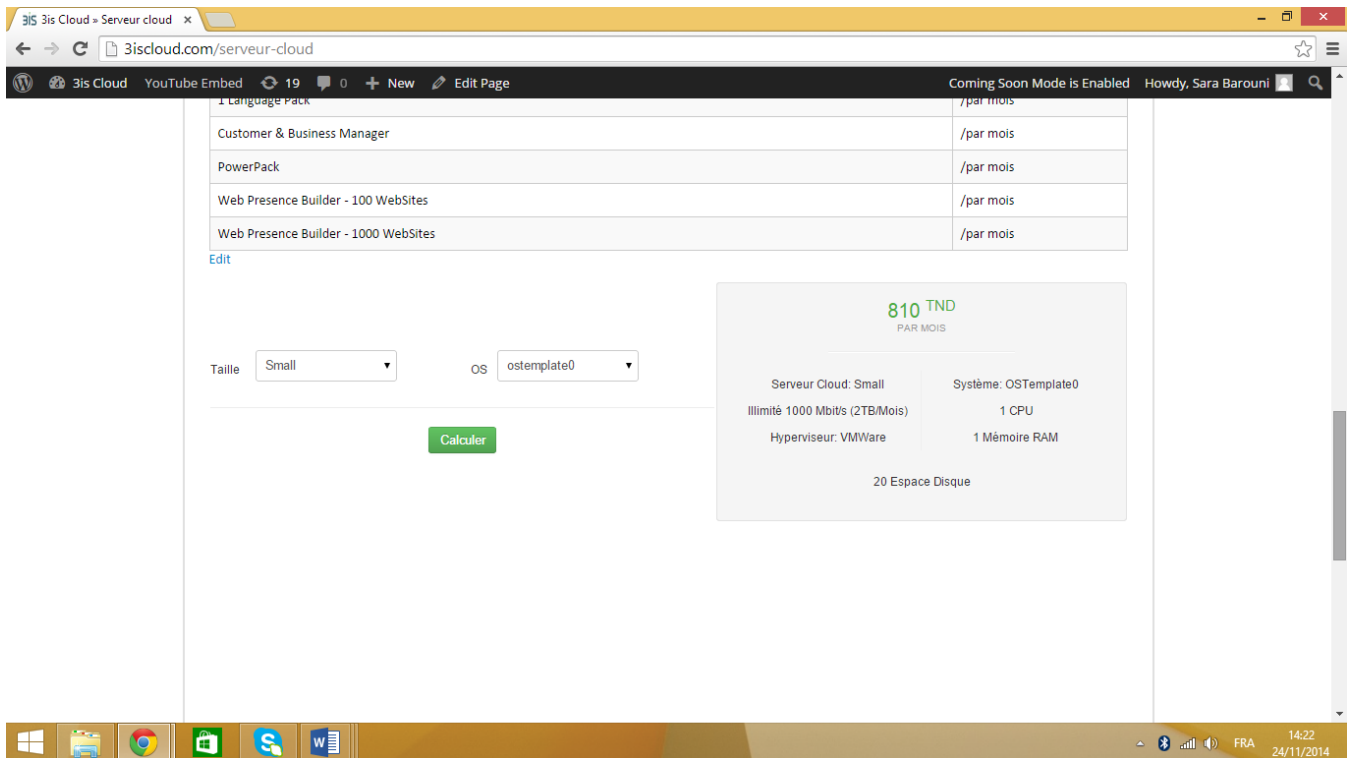 3iS 3is Cloud » Serveur cloud ×
3iscloud.com/serveur-cloud
3is Cloud YouTube Embed 19 0 + New Edit Page Coming Soon Mode is Enabled Howdy, Sara Barouni
1 Language Pack /par mois
Customer & Business Manager /par mois
PowerPack /par mois
Web Presence Builder - 100 WebSites /par mois
Web Presence Builder - 1000 WebSites /par mois
Edit
810 TND
PAR MOIS
Taille Small OS ostemplate0
Serveur Cloud: Small Système: OSTemplate0
Illimité 1000 Mbit/s (2TB/Mois) 1 CPU
Hyperviseur: VMWare 1 Mémoire RAM
Calculer
20 Espace Disque
FRA 14:22
24/11/2014